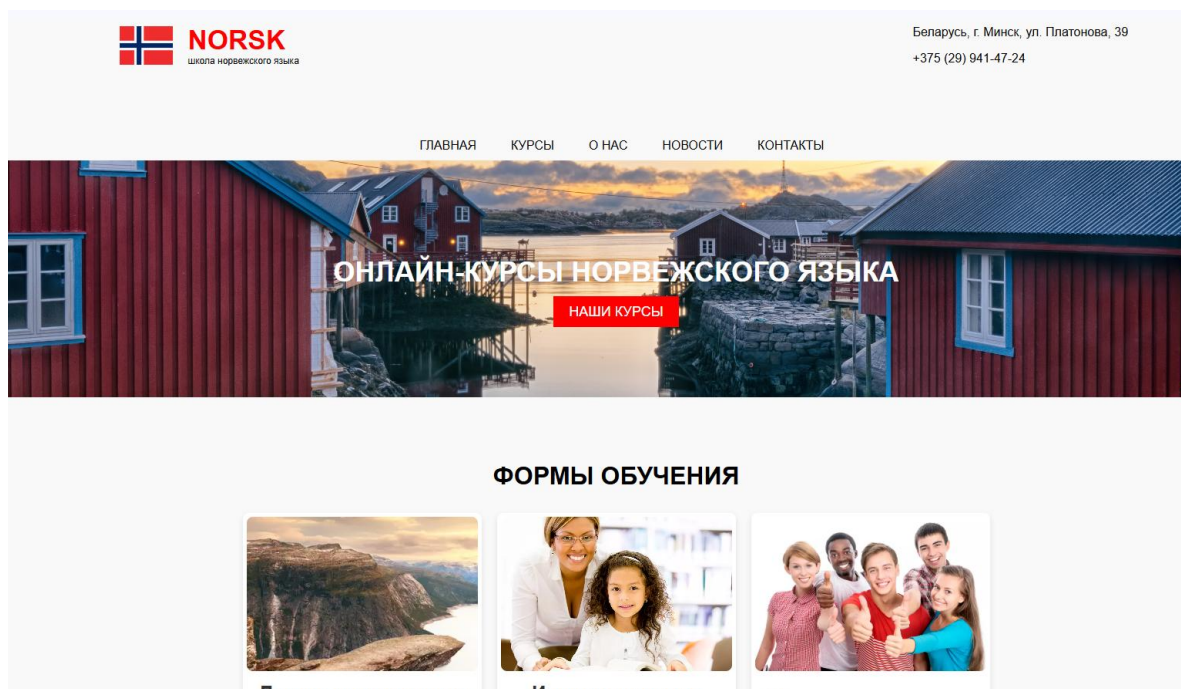 NORSK
школа норвежского языка
Беларусь, г. Минск, ул. Платонова, 39
+375 (29) 941-47-24
ГЛАВНАЯ КУРСЫ О НАС НОВОСТИ КОНТАКТЫ
ОНЛАЙН-КУРСЫ НОРВЕЖСКОГО ЯЗЫКА
НАШИ КУРСЫ
ФОРМЫ ОБУЧЕНИЯ